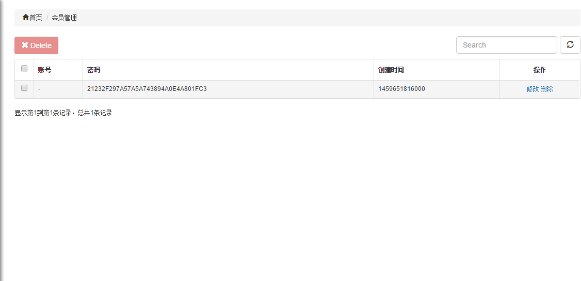 首页 / 会员管理
✖ Delete
Search
账号 密码 创建时间 操作
- 21232F297A57A5A743894A0E4A801FC3 1459651816000 修改 删除
显示第1到第1条记录，总共1条记录